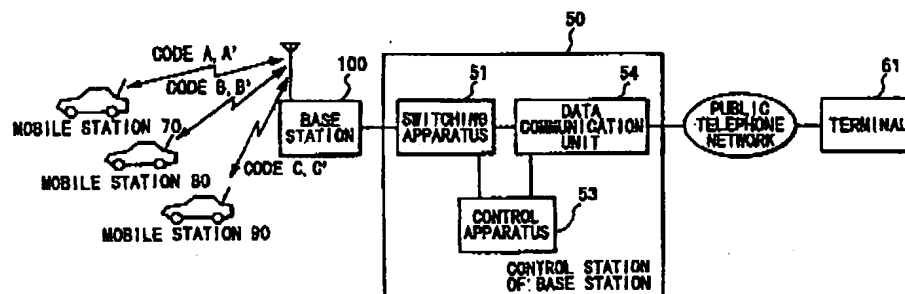 CODE A, A'
CODE B, B'
CODE C, C'
MOBILE STATION 70
MOBILE STATION 80
MOBILE STATION 90
100
BASE
STATION
50
51
SWITCHING
APPARATUS
54
DATA
COMMUNICATION
UNIT
53
CONTROL
APPARATUS
CONTROL STATION
OF BASE STATION
PUBLIC
TELEPHONE
NETWORK
61
TERMINAL